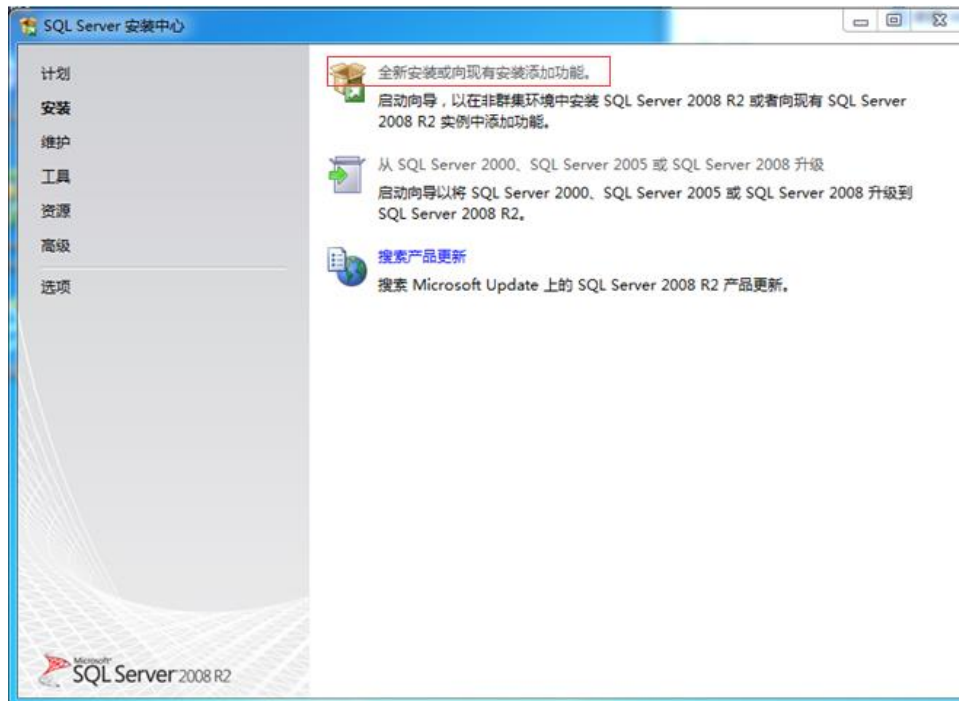 SQL Server 安装中心
计划
安装
维护
工具
资源
高级
选项
全新安装或向现有安装添加功能。
启动向导，以在非群集环境中安装 SQL Server 2008 R2 或者向现有 SQL Server
2008 R2 实例中添加功能。
从 SQL Server 2000、SQL Server 2005 或 SQL Server 2008 升级
启动向导以将 SQL Server 2000、SQL Server 2005 或 SQL Server 2008 升级到
SQL Server 2008 R2。
搜索产品更新
搜索 Microsoft Update 上的 SQL Server 2008 R2 产品更新。
Microsoft
SQL Server 2008 R2